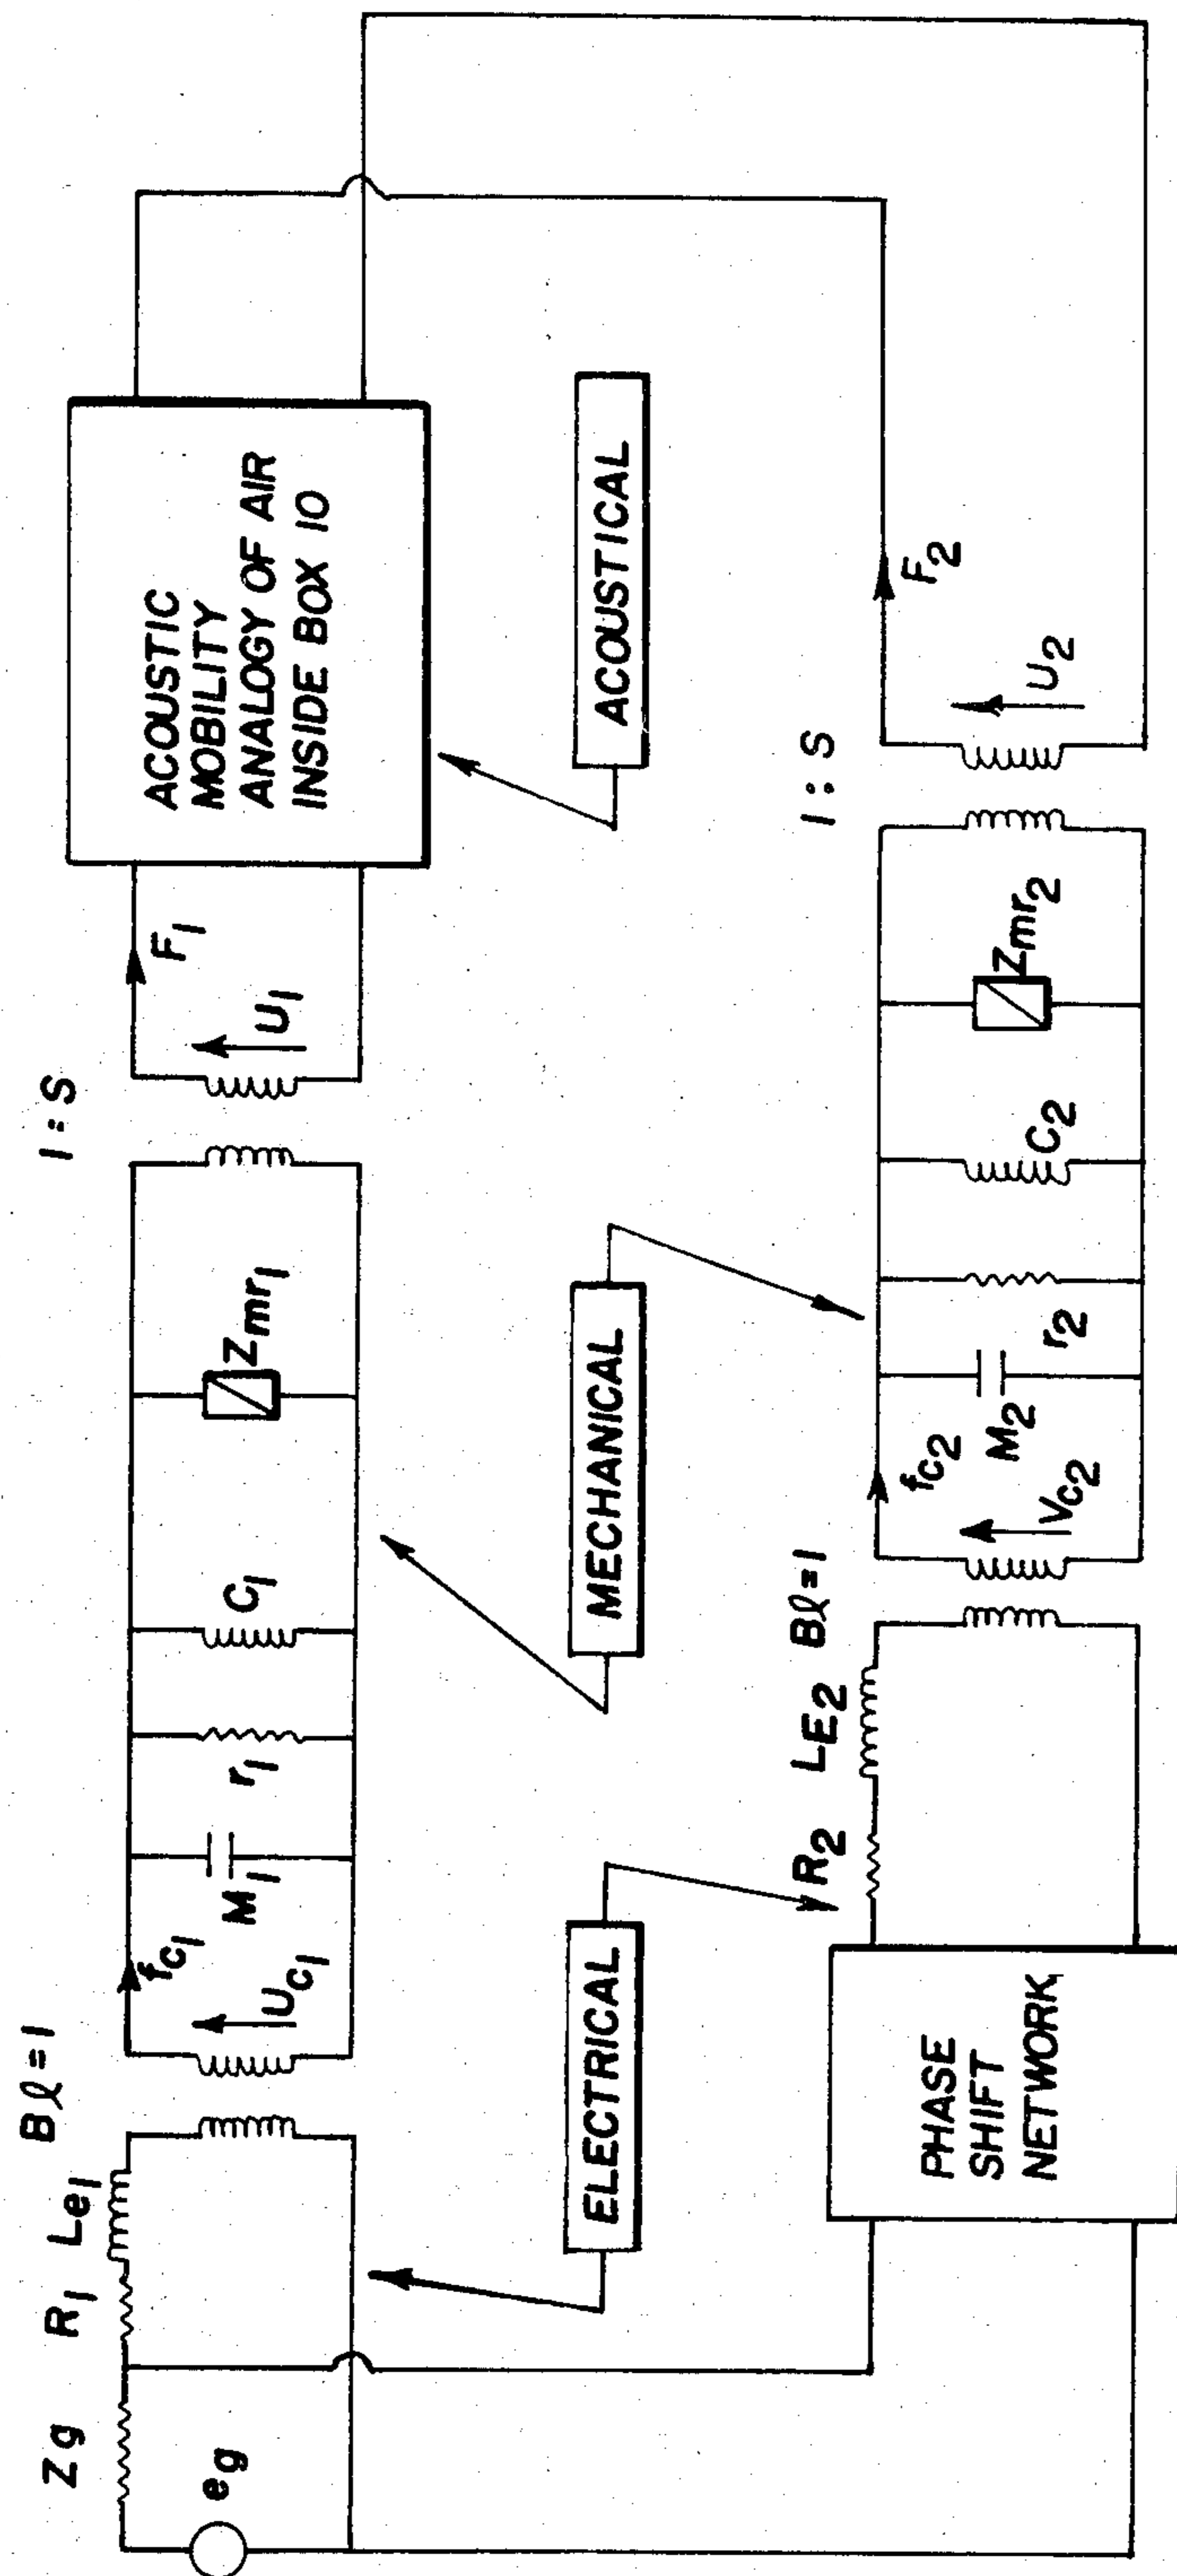 Zg
R1
Le1
Bℓ=1
eg
fc1
Uc1
M1
r1
C1
Zmr1
1:S
F1
U1
ACOUSTIC
MOBILITY
ANALOGY OF AIR
INSIDE BOX 10
ELECTRICAL
MECHANICAL
ACOUSTICAL
PHASE
SHIFT
NETWORK
R2
LE2
Bℓ=1
fc2
Vc2
M2
r2
C2
Zmr2
1:S
F2
U2